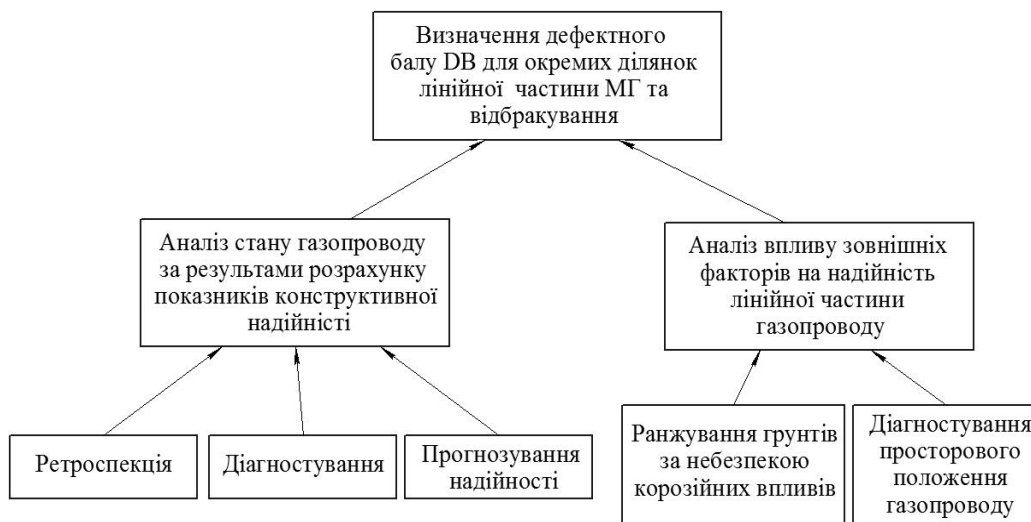 Визначення дефектного
балу DB для окремих ділянок
лінійної частини МГ та
відбракування
Аналіз стану газопроводу
за результами розрахунку
показників конструктивної
надійністі
Аналіз впливу зовнішніх
факторів на надійність
лінійної частини
газопроводу
Ретроспекція
Діагностування
Прогнозування
надійності
Ранжування грунтів
за небезпекою
корозійних впливів
Діагностування
просторового
положення
газопроводу